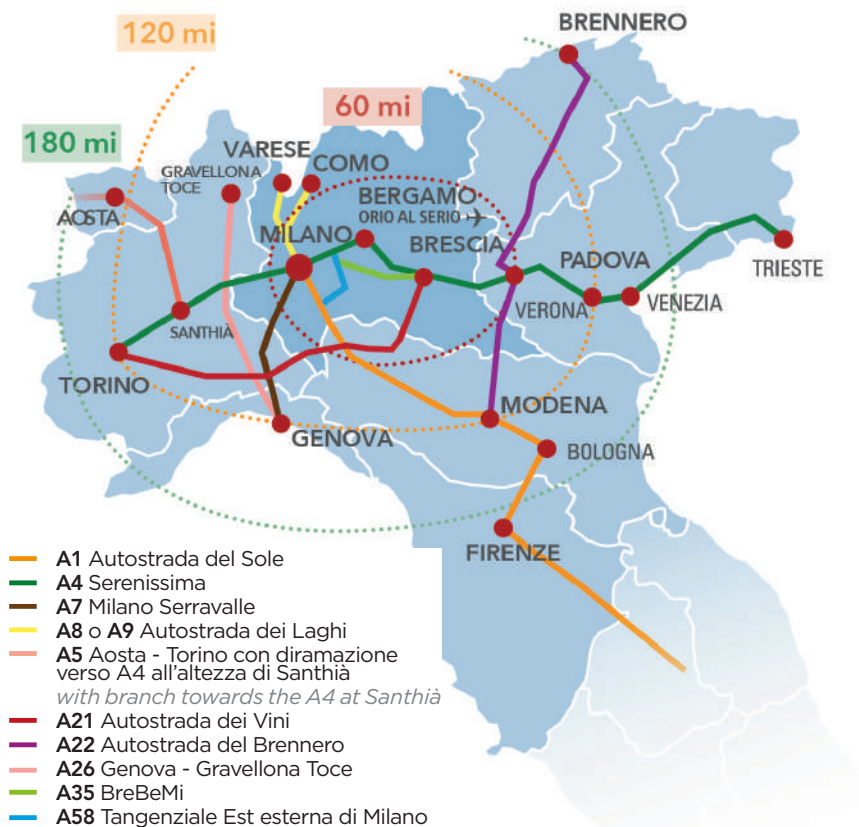 BRENNERO
120 mi
60 mi
180 mi
VARESE
COMO
GRAVELLONA
TOCE
BERGAMO
ORIO AL SERIO
AOSTA
MILANO
BRESCIA
PADOVA
TRIESTE
VERONA
VENEZIA
SANTHIÀ
TORINO
MODENA
GENOVA
BOLOGNA
FIRENZE
A1 Autostrada del Sole
A4 Serenissima
A7 Milano Serravalle
A8 o A9 Autostrada dei Laghi
A5 Aosta - Torino con diramazione
verso A4 all'altezza di Santhià
with branch towards the A4 at Santhià
A21 Autostrada dei Vini
A22 Autostrada del Brennero
A26 Genova - Gravellona Toce
A35 BreBeMi
A58 Tangenziale Est esterna di Milano